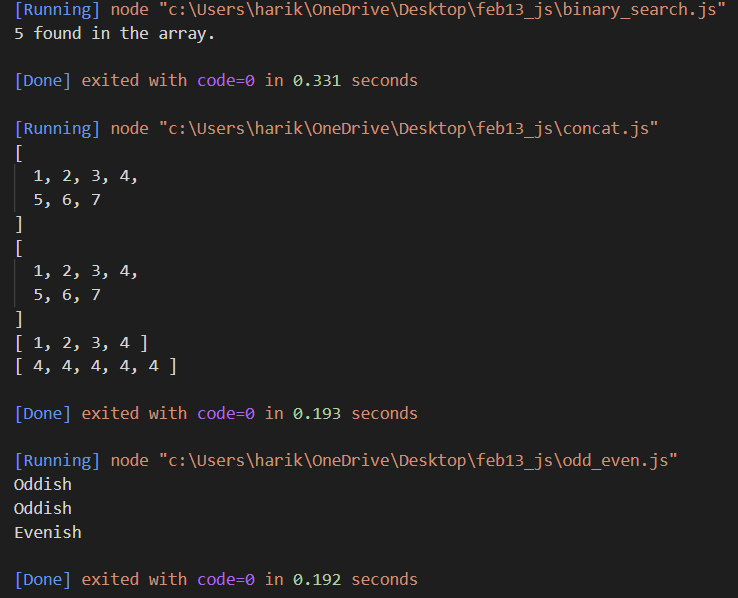 [Running] node "c:\Users\harik\OneDrive\Desktop\feb13_js\binary_search.js"
5 found in the array.
[Done] exited with code=0 in 0.331 seconds
[Running] node "c:\Users\harik\OneDrive\Desktop\feb13_js\concat.js"
[
1, 2, 3, 4,
5, 6, 7
]
[
1, 2, 3, 4,
5, 6, 7
]
[ 1, 2, 3, 4 ]
[ 4, 4, 4, 4, 4 ]
[Done] exited with code=0 in 0.193 seconds
[Running] node "c:\Users\harik\OneDrive\Desktop\feb13_js\odd_even.js"
Oddish
Oddish
Evenish
[Done] exited with code=0 in 0.192 seconds